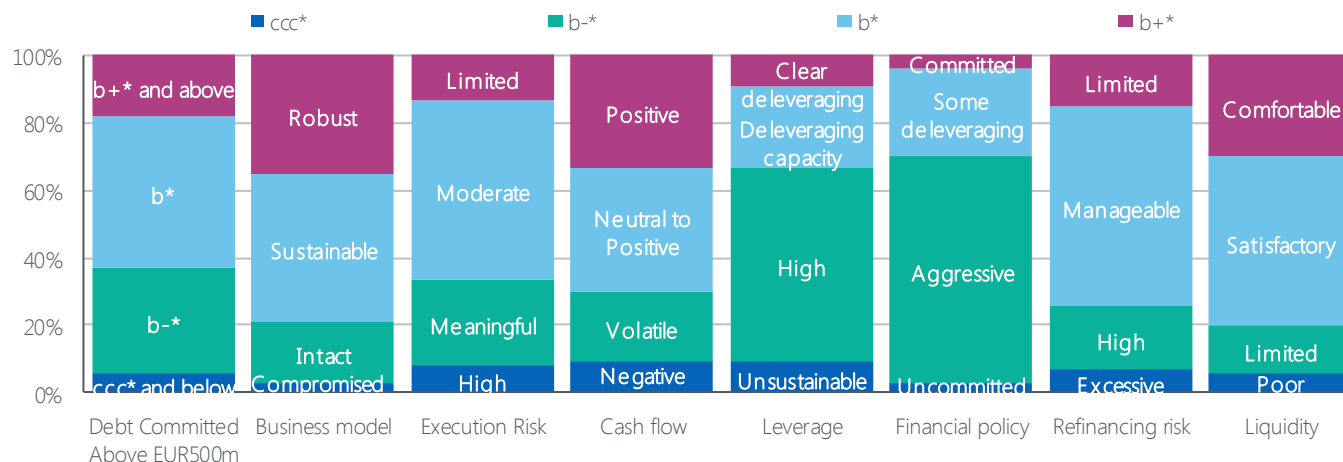 ccc* b-* b* b+*
100%
80%
60%
40%
20%
0%
b+* and above
b*
b-*
ccc* and below
Robust
Sustainable
Intact
Compromised
Limited
Moderate
Meaningful
High
Positive
Neutral to
Positive
Volatile
Negative
Clear
deleveraging
Deleveraging
capacity
High
Unsustainable
Committed
Some
deleveraging
Aggressive
Uncommitted
Limited
Manageable
High
Excessive
Comfortable
Satisfactory
Limited
Poor
Debt Committed
Above EUR500m
Business model
Execution Risk
Cash flow
Leverage
Financial policy
Refinancing risk
Liquidity